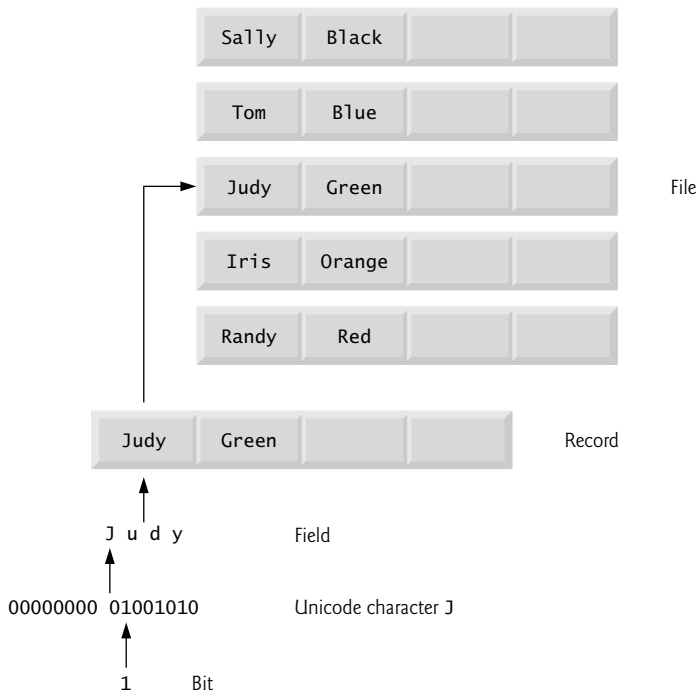 Sally Black
Tom Blue
Judy Green File
Iris Orange
Randy Red
Judy Green Record
J u d y Field
00000000 01001010 Unicode character J
1 Bit